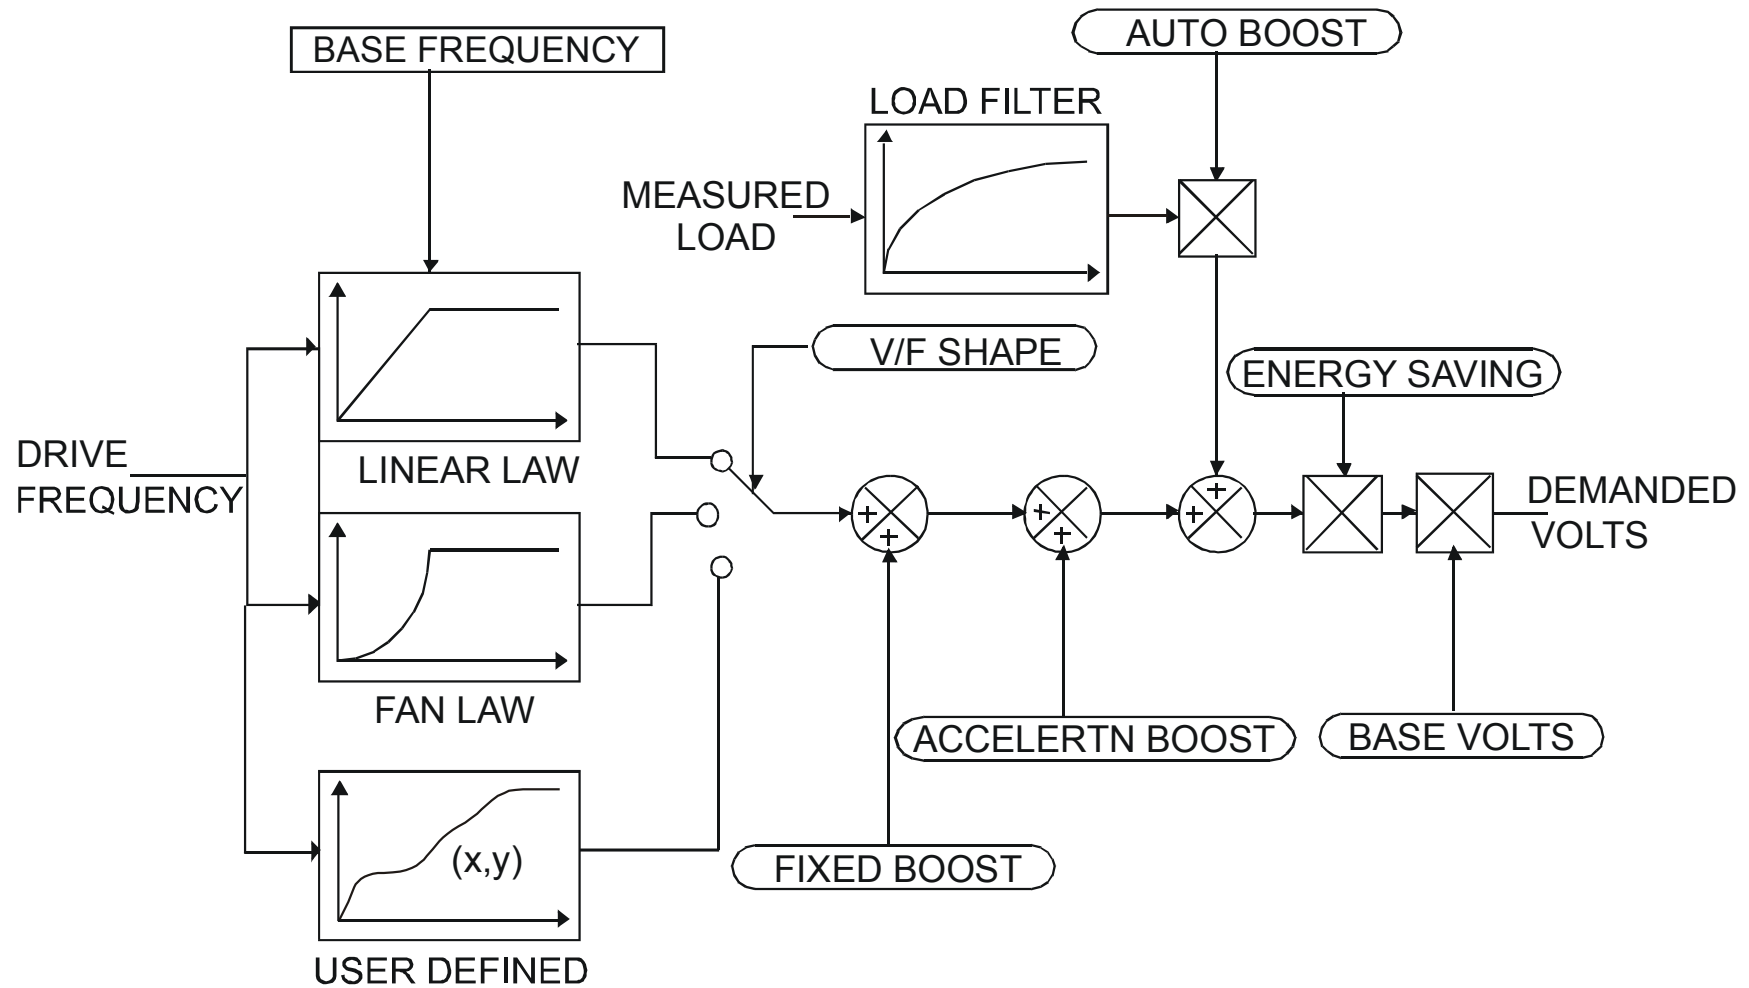 BASE FREQUENCY
AUTO BOOST
LOAD FILTER
MEASURED
LOAD
V/F SHAPE
ENERGY SAVING
DRIVE
FREQUENCY
LINEAR LAW
+
+
+
+
+
+
DEMANDED
VOLTS
FAN LAW
ACCELERTN BOOST
BASE VOLTS
(x,y)
FIXED BOOST
USER DEFINED